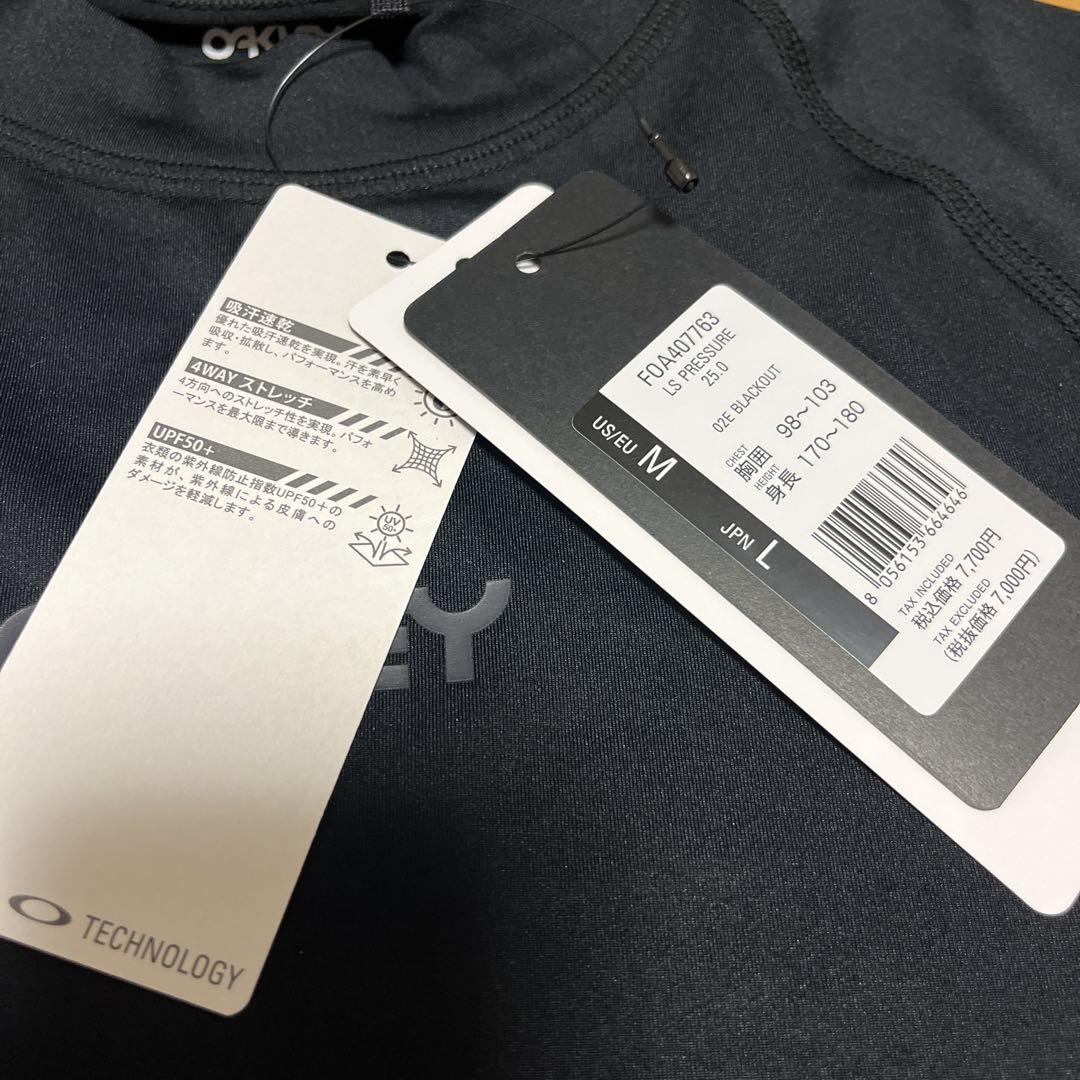 OAKLEY
吸汗速乾
優れた吸汗速乾を実現。汗を素早く
吸収・拡散し、パフォーマンスを高め
ます。
4WAY ストレッチ
4方向へのストレッチ性を実現。パフォ
ーマンスを最大限まで導きます。
UPF50+
衣類の紫外線防止指数UPF50+の
素材が、紫外線による皮膚への
ダメージを軽減します。
UV
50+
TECHNOLOGY
EY
FOA407763
LS PRESSURE
25.0
02E BLACKOUT
US/EU M
JPN L
CHEST
胸囲 98~103
HEIGHT
身長 170~180
8 056153 664646
TAX INCLUDED
税込価格 7,700円
TAX EXCLUDED
(税抜価格 7,000円)